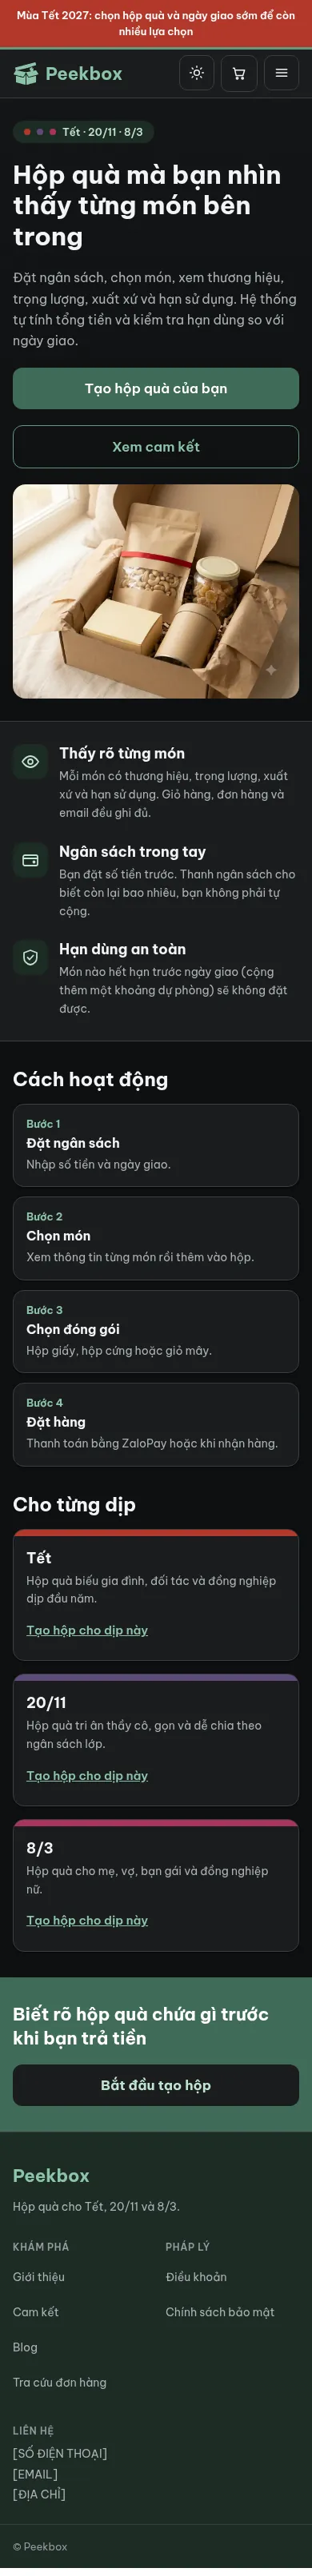 Mùa Tết 2027: chọn hộp quà và ngày giao sớm để còn
nhiều lựa chọn
Peekbox
Tết · 20/11 · 8/3
Hộp quà mà bạn nhìn
thấy từng món bên
trong
Đặt ngân sách, chọn món, xem thương hiệu,
trọng lượng, xuất xứ và hạn sử dụng. Hệ thống
tự tính tổng tiền và kiểm tra hạn dùng so với
ngày giao.
Tạo hộp quà của bạn
Xem cam kết
Thấy rõ từng món
Mỗi món có thương hiệu, trọng lượng, xuất
xứ và hạn sử dụng. Giỏ hàng, đơn hàng và
email đều ghi đủ.
Ngân sách trong tay
Bạn đặt số tiền trước. Thanh ngân sách cho
biết còn lại bao nhiêu, bạn không phải tự
cộng.
Hạn dùng an toàn
Món nào hết hạn trước ngày giao (cộng
thêm một khoảng dự phòng) sẽ không đặt
được.
Cách hoạt động
Bước 1
Đặt ngân sách
Nhập số tiền và ngày giao.
Bước 2
Chọn món
Xem thông tin từng món rồi thêm vào hộp.
Bước 3
Chọn đóng gói
Hộp giấy, hộp cứng hoặc giỏ mây.
Bước 4
Đặt hàng
Thanh toán bằng ZaloPay hoặc khi nhận hàng.
Cho từng dịp
Tết
Hộp quà biếu gia đình, đối tác và đồng nghiệp
dịp đầu năm.
Tạo hộp cho dịp này
20/11
Hộp quà tri ân thầy cô, gọn và dễ chia theo
ngân sách lớp.
Tạo hộp cho dịp này
8/3
Hộp quà cho mẹ, vợ, bạn gái và đồng nghiệp
nữ.
Tạo hộp cho dịp này
Biết rõ hộp quà chứa gì trước
khi bạn trả tiền
Bắt đầu tạo hộp
Peekbox
Hộp quà cho Tết, 20/11 và 8/3.
KHÁM PHÁ
Giới thiệu
Cam kết
Blog
Tra cứu đơn hàng
PHÁP LÝ
Điều khoản
Chính sách bảo mật
LIÊN HỆ
[SỐ ĐIỆN THOẠI]
[EMAIL]
[ĐỊA CHỈ]
© Peekbox